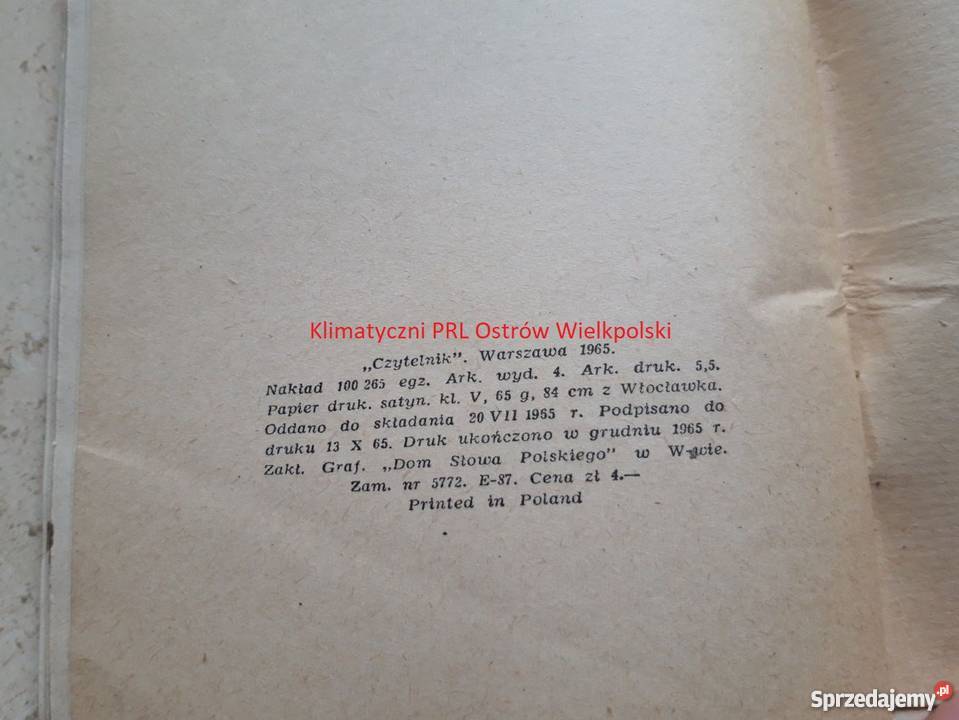 Klimatyczni PRL Ostrów Wielkpolski
„Czytelnik”. Warszawa 1965.
Nakład 100 265 egz. Ark. wyd. 4. Ark. druk. 5,5.
Papier druk. satyn. kl. V, 65 g, 84 cm z Włocławka.
Oddano do składania 20 VII 1965 r. Podpisano do
druku 13 X 65. Druk ukończono w grudniu 1965 r.
Zakł. Graf. „Dom Słowa Polskiego” w W-wie.
Zam. nr 5772. E-87. Cena zł 4.—
Printed in Poland
Sprzedajemy.pl